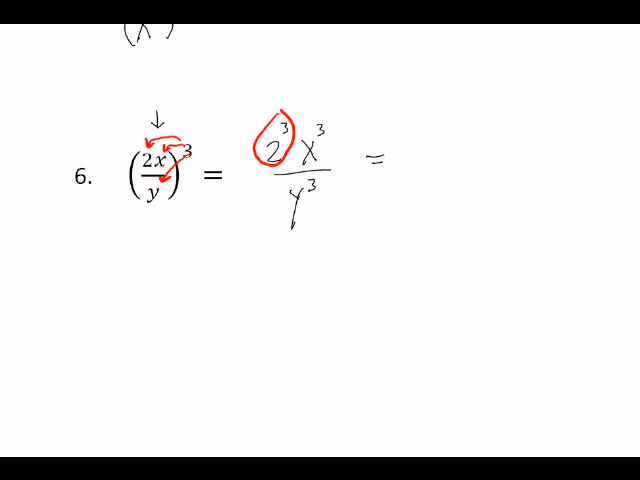 (x )
6. (2x/y)³ = 2³x³/y³ =